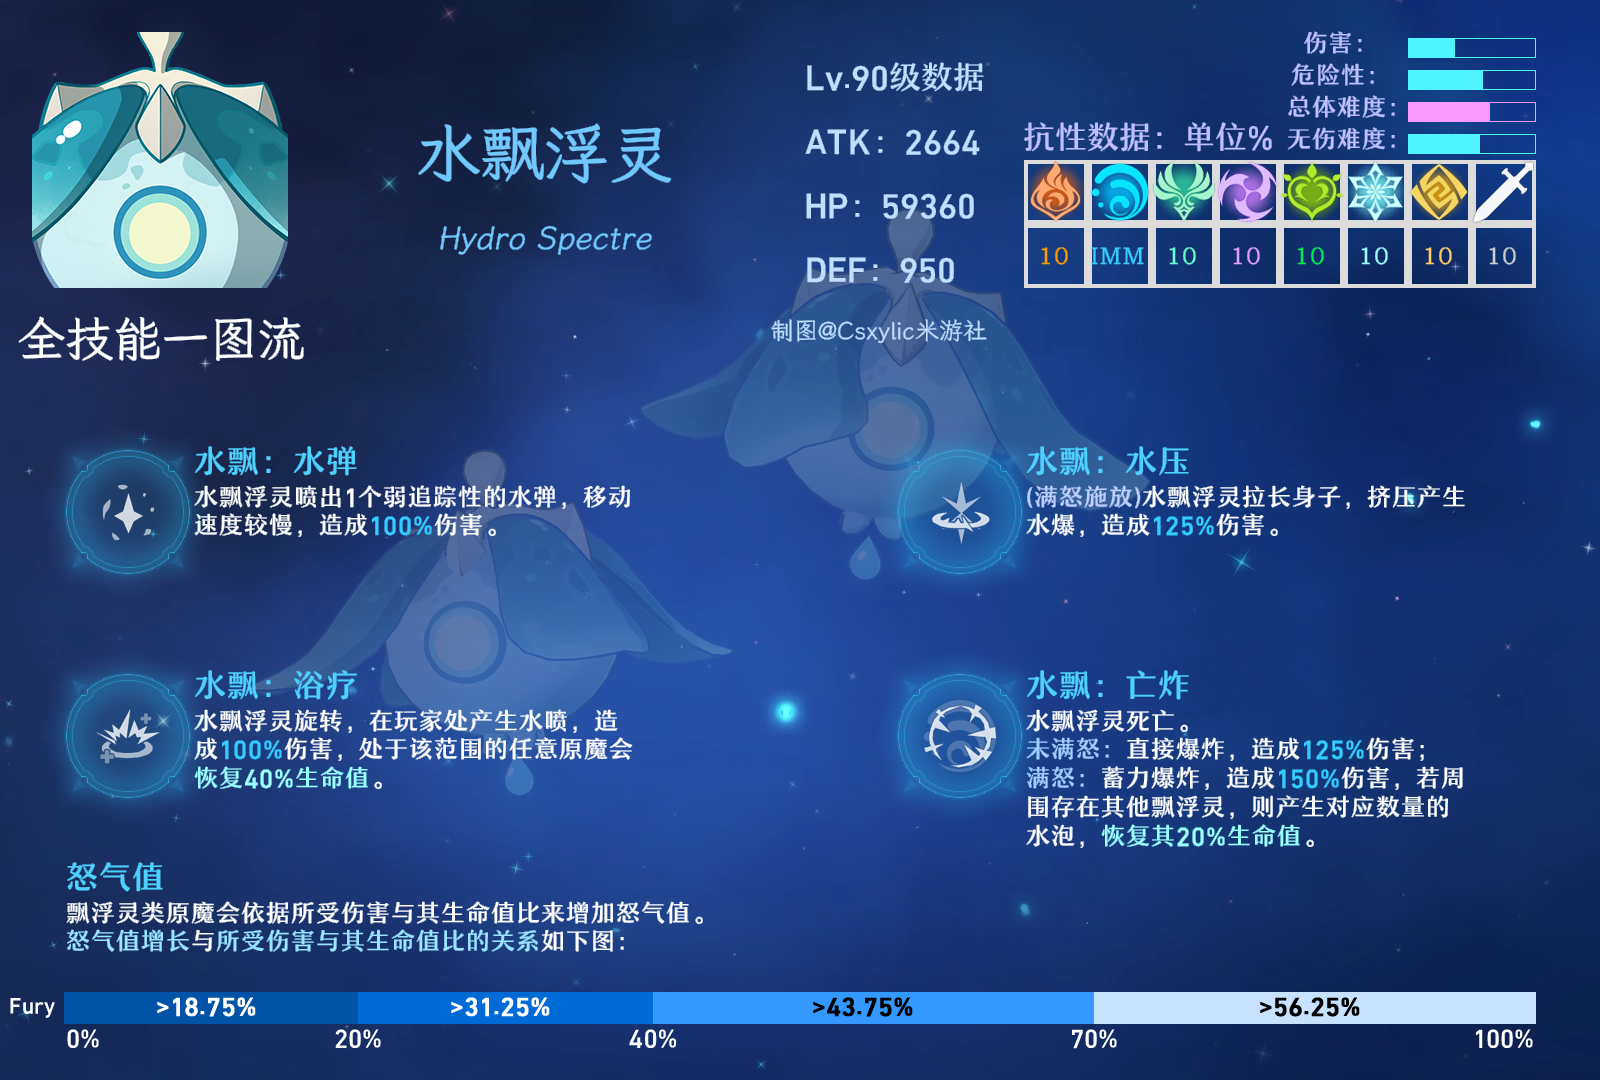 伤害：
危险性：
总体难度：
无伤难度：
Lv.90级数据
ATK：2664
HP：59360
DEF：950
抗性数据：单位%
10 IMM 10 10 10 10 10 10
水飘浮灵
Hydro Spectre
全技能一图流
制图@Csxylic米游社
水飘：水弹
水飘浮灵喷出1个弱追踪性的水弹，移动
速度较慢，造成100%伤害。
水飘：水压
(满怒施放)水飘浮灵拉长身子，挤压产生
水爆，造成125%伤害。
水飘：浴疗
水飘浮灵旋转，在玩家处产生水喷，造
成100%伤害，处于该范围的任意原魔会
恢复40%生命值。
水飘：亡炸
水飘浮灵死亡。
未满怒：直接爆炸，造成125%伤害；
满怒：蓄力爆炸，造成150%伤害，若周
围存在其他飘浮灵，则产生对应数量的
水泡，恢复其20%生命值。
怒气值
飘浮灵类原魔会依据所受伤害与其生命值比来增加怒气值。
怒气值增长与所受伤害与其生命值比的关系如下图：
Fury >18.75% >31.25% >43.75% >56.25%
0% 20% 40% 70% 100%